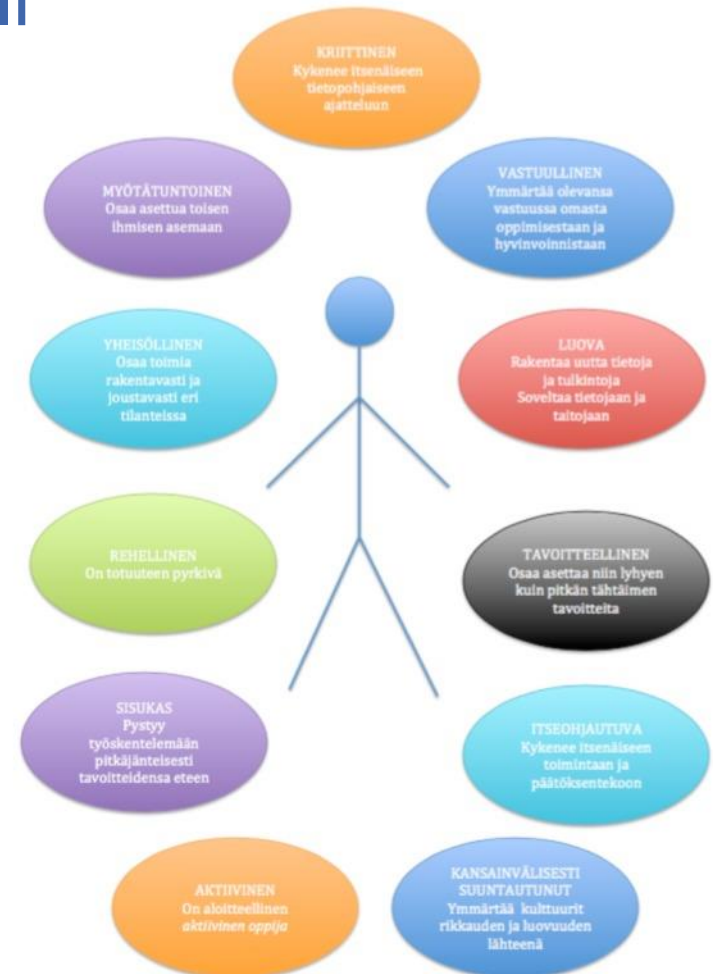 KRIITTINEN
Kykenee itsenäiseen
tietopohjaiseen
ajatteluun
MYÖTÄTUNTOINEN
Osaa asettua toisen
ihmisen asemaan
VASTUULLINEN
Ymmärtää olevansa
vastuussa omasta
oppimisestaan ja
hyvinvoinnistaan
YHEISÖLLINEN
Osaa toimia
rakentavasti ja
joustavasti eri
tilanteissa
LUOVA
Rakentaa uutta tietoja
ja tulkintoja
Soveltaa tietojaan ja
taitojaan
REHELLINEN
On totuuteen pyrkivä
TAVOITTEELLINEN
Osaa asettaa niin lyhyen
kuin pitkän tähtäimen
tavoitteita
SISUKAS
Pystyy
työskentelemään
pitkäjänteisesti
tavoitteidensa eteen
ITSEOHJAUTUVA
Kykenee itsenäiseen
toimintaan ja
päätöksentekoon
AKTIIVINEN
On aloitteellinen
aktiivinen oppija
KANSAINVÄLISESTI
SUUNTAUTUNUT
Ymmärtää kulttuurit
rikkauden ja luovuuden
lähteenä